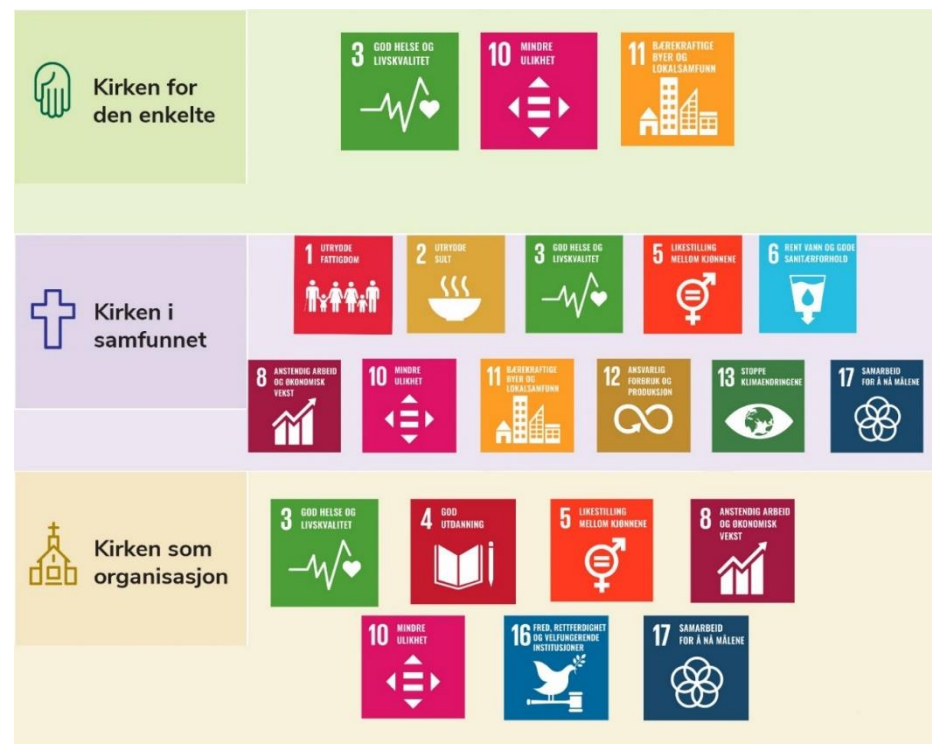 Kirken for
den enkelte
3 GOD HELSE OG
LIVSKVALITET
10 MINDRE
ULIKHET
11 BÆREKRAFTIGE
BYER OG
LOKALSAMFUNN
Kirken i
samfunnet
1 UTRYDDE
FATTIGDOM
2 UTRYDDE
SULT
3 GOD HELSE OG
LIVSKVALITET
5 LIKESTILLING
MELLOM KJØNNENE
6 RENT VANN OG GODE
SANITÆRFORHOLD
8 ANSTENDIG ARBEID
OG ØKONOMISK
VEKST
10 MINDRE
ULIKHET
11 BÆREKRAFTIGE
BYER OG
LOKALSAMFUNN
12 ANSVARLIG
FORBRUK OG
PRODUKSJON
13 STOPPE
KLIMAENDRINGENE
17 SAMARBEID
FOR Å NÅ MÅLENE
Kirken som
organisasjon
3 GOD HELSE OG
LIVSKVALITET
4 GOD
UTDANNING
5 LIKESTILLING
MELLOM KJØNNENE
8 ANSTENDIG ARBEID
OG ØKONOMISK
VEKST
10 MINDRE
ULIKHET
16 FRED, RETTFERDIGHET
OG VELFUNGERENDE
INSTITUSJONER
17 SAMARBEID
FOR Å NÅ MÅLENE